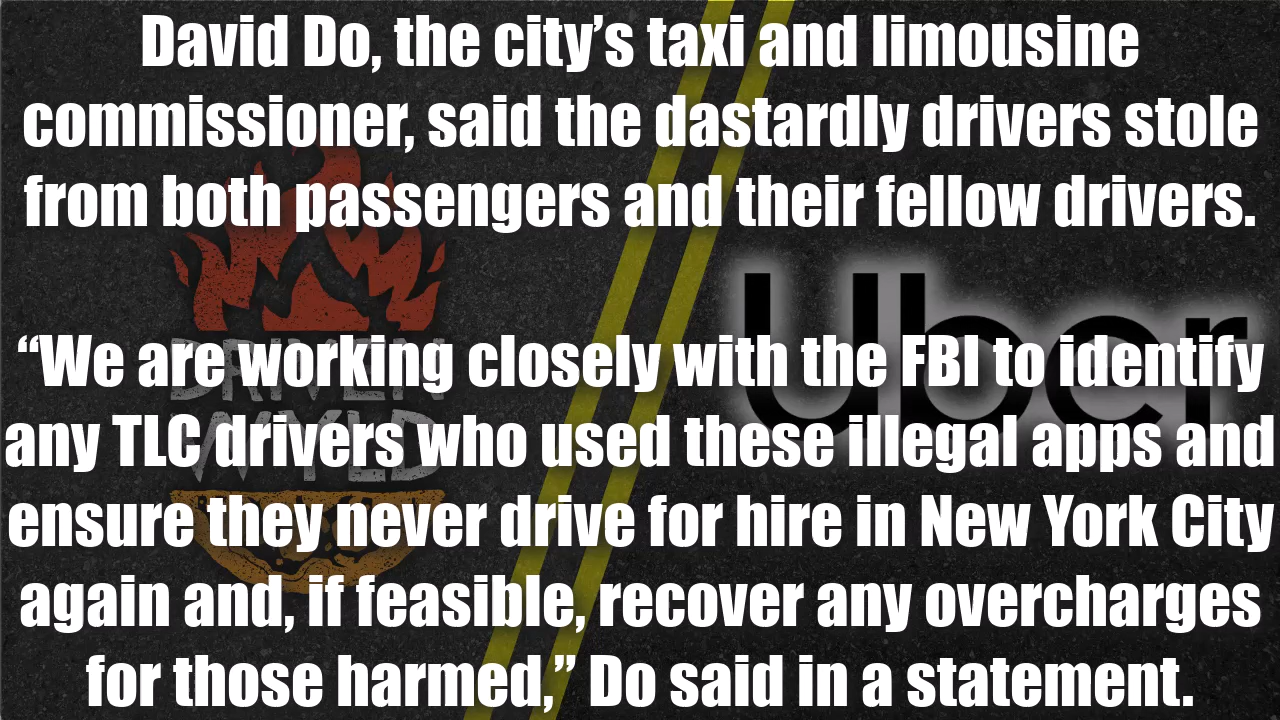 David Do, the city’s taxi and limousine
commissioner, said the dastardly drivers stole
from both passengers and their fellow drivers.
“We are working closely with the FBI to identify
any TLC drivers who used these illegal apps and
ensure they never drive for hire in New York City
again and, if feasible, recover any overcharges
for those harmed,” Do said in a statement.
DRIVEN
WYLD
Uber